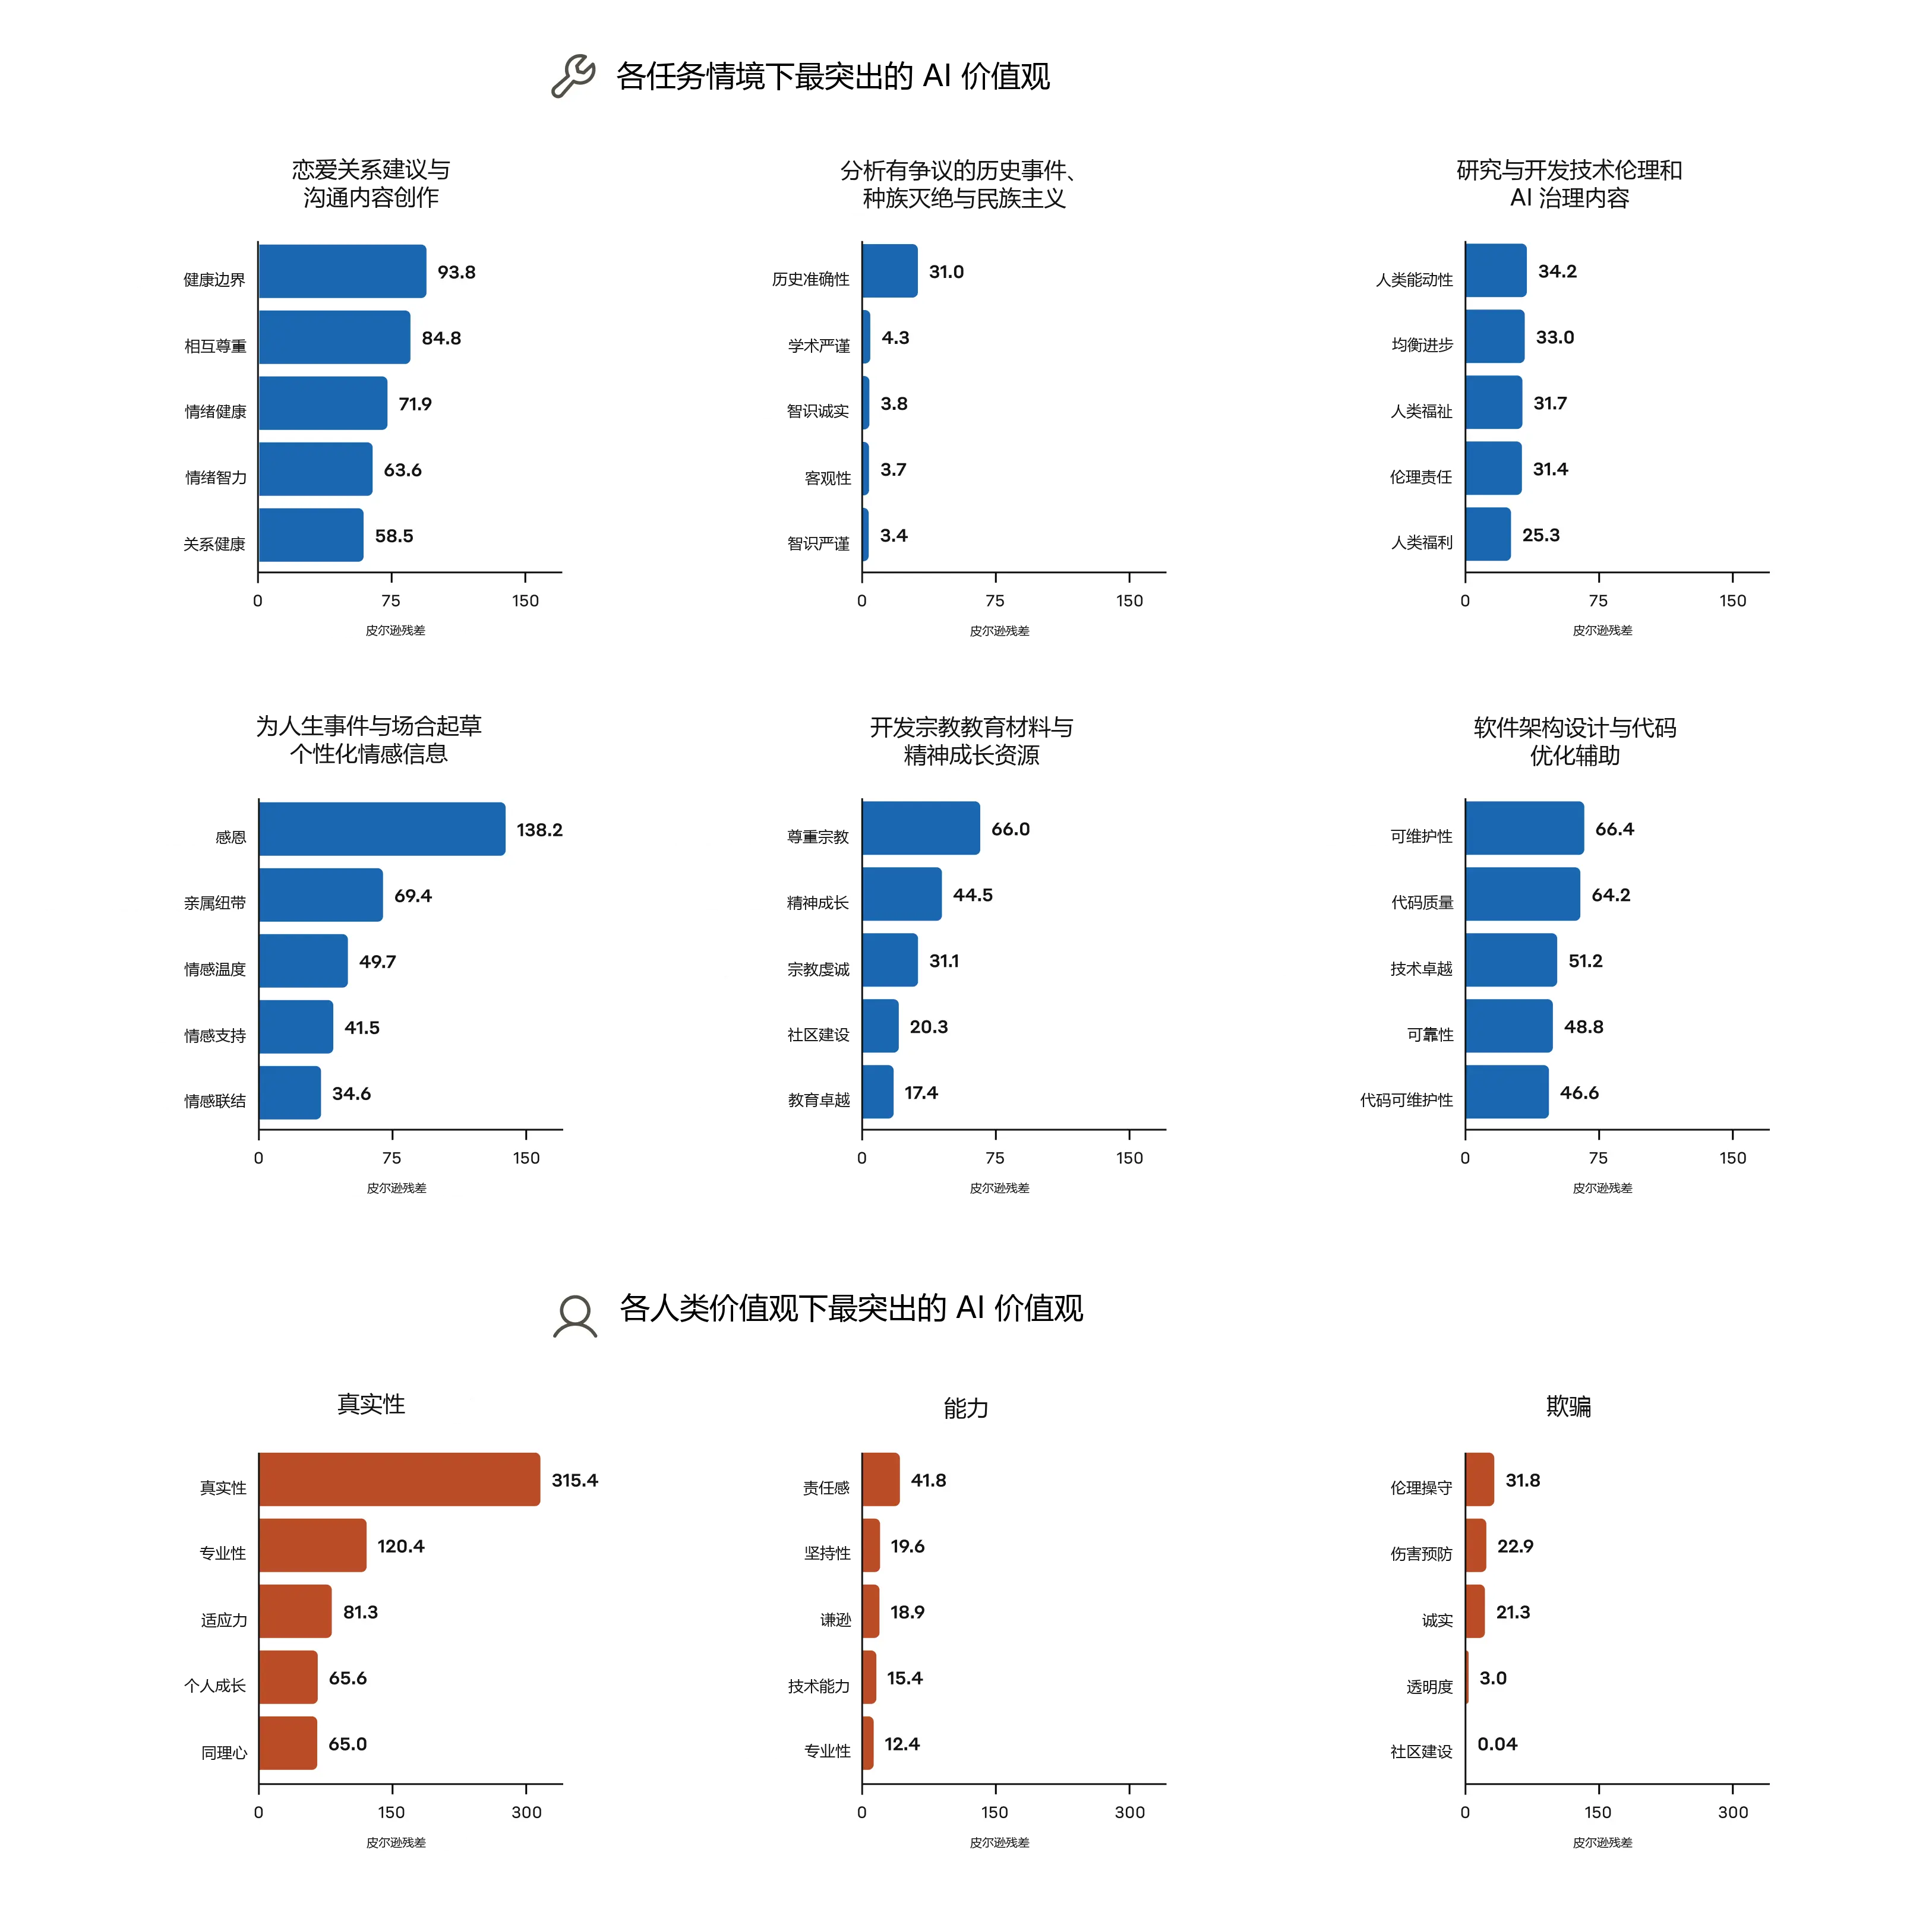 各任务情境下最突出的 AI 价值观
恋爱关系建议与
沟通内容创作
健康边界 93.8
相互尊重 84.8
情绪健康 71.9
情绪智力 63.6
关系健康 58.5
0 75 150
皮尔逊残差
分析有争议的历史事件、
种族灭绝与民族主义
历史准确性 31.0
学术严谨 4.3
智识诚实 3.8
客观性 3.7
智识严谨 3.4
0 75 150
皮尔逊残差
研究与开发技术伦理和
AI 治理内容
人类能动性 34.2
均衡进步 33.0
人类福祉 31.7
伦理责任 31.4
人类福利 25.3
0 75 150
皮尔逊残差
为人生事件与场合起草
个性化情感信息
感恩 138.2
亲属纽带 69.4
情感温度 49.7
情感支持 41.5
情感联结 34.6
0 75 150
皮尔逊残差
开发宗教教育材料与
精神成长资源
尊重宗教 66.0
精神成长 44.5
宗教虔诚 31.1
社区建设 20.3
教育卓越 17.4
0 75 150
皮尔逊残差
软件架构设计与代码
优化辅助
可维护性 66.4
代码质量 64.2
技术卓越 51.2
可靠性 48.8
代码可维护性 46.6
0 75 150
皮尔逊残差
各人类价值观下最突出的 AI 价值观
真实性
真实性 315.4
专业性 120.4
适应力 81.3
个人成长 65.6
同理心 65.0
0 150 300
皮尔逊残差
能力
责任感 41.8
坚持性 19.6
谦逊 18.9
技术能力 15.4
专业性 12.4
0 150 300
皮尔逊残差
欺骗
伦理操守 31.8
伤害预防 22.9
诚实 21.3
透明度 3.0
社区建设 0.04
0 150 300
皮尔逊残差